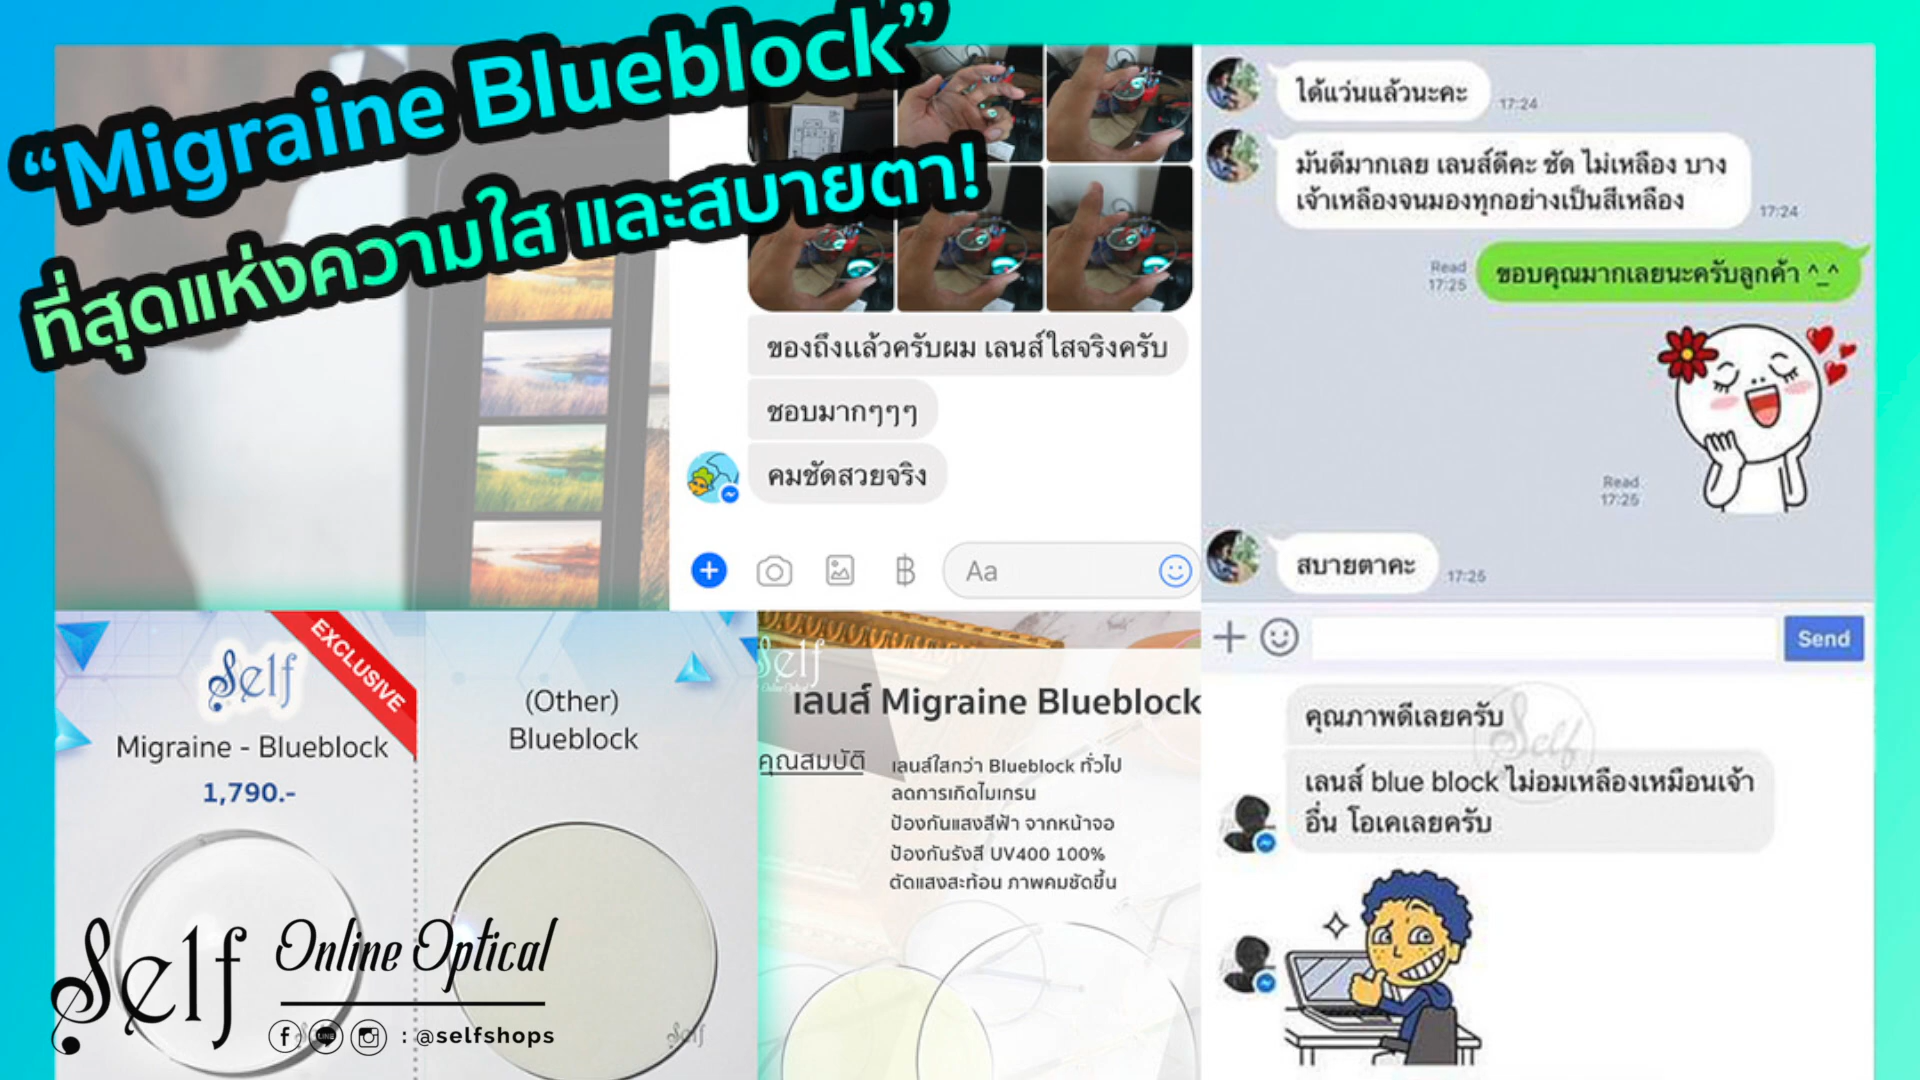 “Migraine Blueblock”
ที่สุดแห่งความใส และสบายตา!
ของถึงแล้วครับผม เลนส์ใสจริงครับ
ชอบมากๆๆๆ
คมชัดสวยจริง
Aa
ได้แว่นแล้วนะคะ
17:24
มันดีมากเลย เลนส์ดีคะ ชัด ไม่เหลือง บาง
เจ้าเหลืองจนมองทุกอย่างเป็นสีเหลือง
17:24
Read
17:25
ขอบคุณมากเลยนะครับลูกค้า ^_^
Read
17:25
สบายตาคะ
17:25
Send
คุณภาพดีเลยครับ
Self
เลนส์ blue block ไม่อมเหลืองเหมือนเจ้า
อื่น โอเคเลยครับ
Self
EXCLUSIVE
Migraine - Blueblock
1,790.-
(Other)
Blueblock
Self
Self
Online Optical
LINE
: @selfshops
Self
เลนส์ Migraine Blueblock
คุณสมบัติ
เลนส์ใสกว่า Blueblock ทั่วไป
ลดการเกิดไมเกรน
ป้องกันแสงสีฟ้า จากหน้าจอ
ป้องกันรังสี UV400 100%
ตัดแสงสะท้อน ภาพคมชัดขึ้น